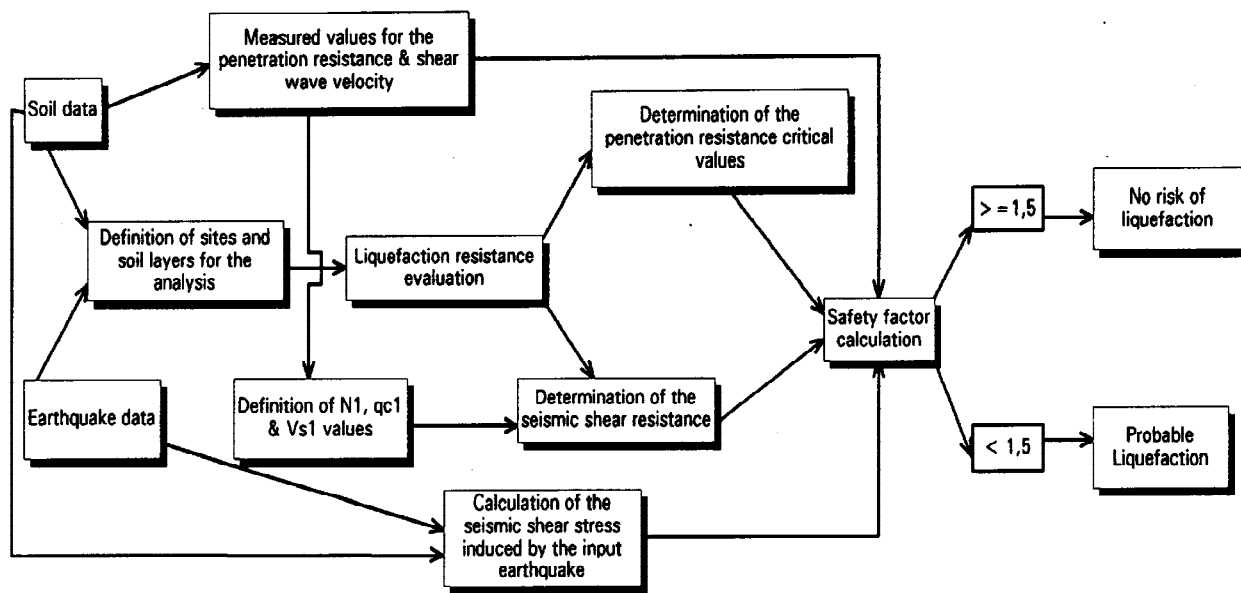 Measured values for the
penetration resistance & shear
wave velocity
Soil data
Determination of the
penetration resistance critical
values
> = 1,5
No risk of
liquefaction
Definition of sites and
soil layers for the
analysis
Liquefaction resistance
evaluation
Safety factor
calculation
Earthquake data
Definition of N1, qc1
& Vs1 values
Determination of the
seismic shear resistance
< 1,5
Probable
Liquefaction
Calculation of the
seismic shear stress
induced by the input
earthquake